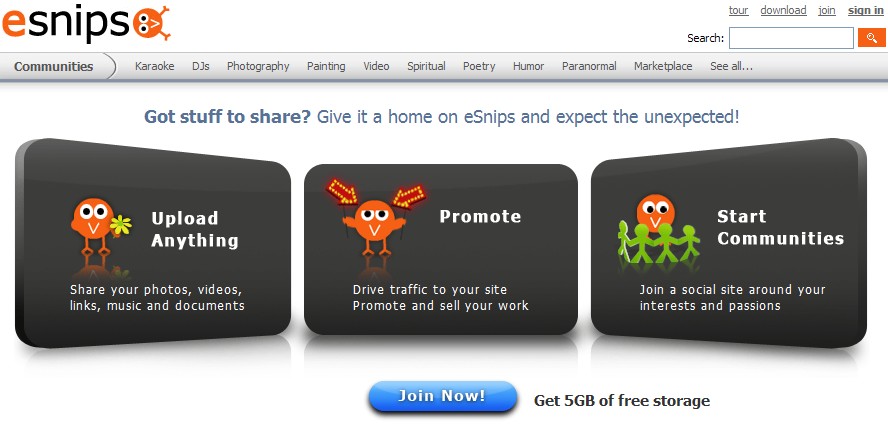 esnips
tour download join sign in
Search:
Communities Karaoke DJs Photography Painting Video Spiritual Poetry Humor Paranormal Marketplace See all...
Got stuff to share? Give it a home on eSnips and expect the unexpected!
Upload
Anything
Share your photos, videos,
links, music and documents
Promote
Drive traffic to your site
Promote and sell your work
Start
Communities
Join a social site around your
interests and passions
Join Now!
Get 5GB of free storage